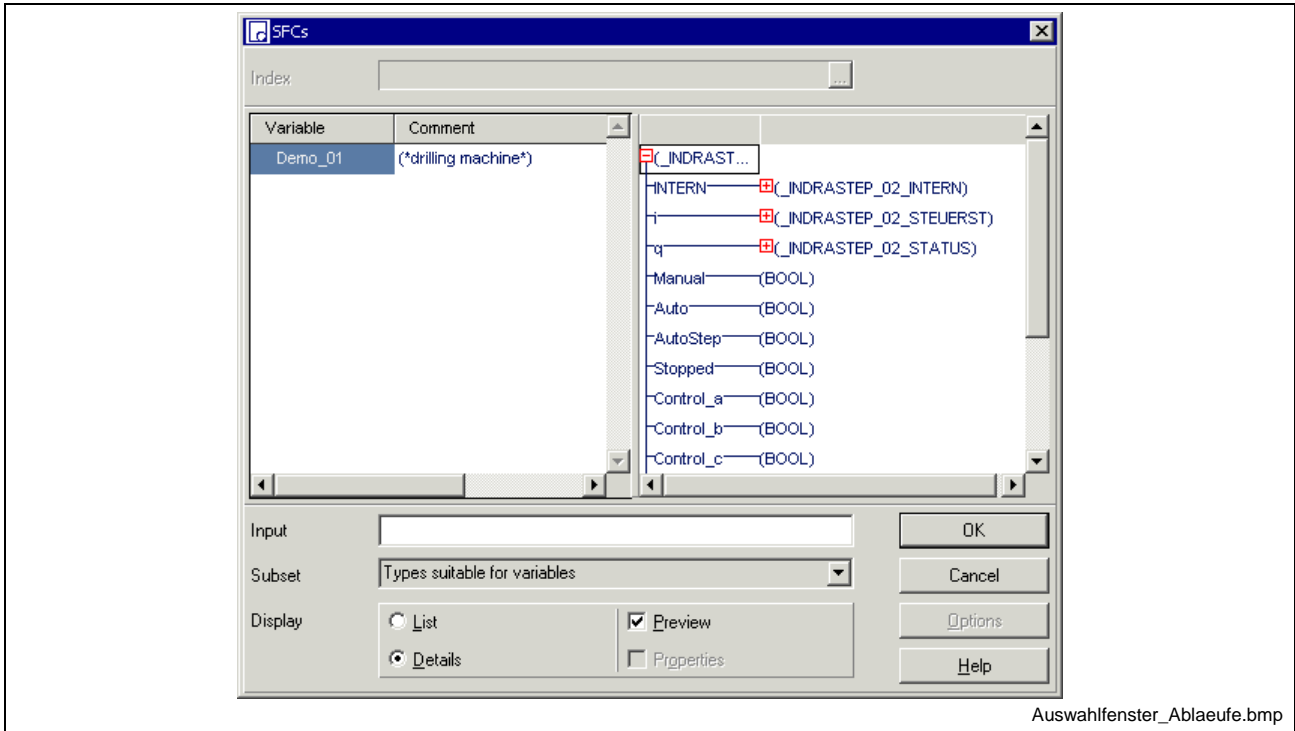 SFCs
Index
...
Variable Comment
Demo_01 (*drilling machine*)
(_INDRAST...
INTERN (_INDRASTEP_02_INTERN)
i (_INDRASTEP_02_STEUERST)
q (_INDRASTEP_02_STATUS)
Manual (BOOL)
Auto (BOOL)
AutoStep (BOOL)
Stopped (BOOL)
Control_a (BOOL)
Control_b (BOOL)
Control_c (BOOL)
Input
OK
Subset Types suitable for variables
Cancel
Display List Preview
Options
Details Properties
Help
Auswahlfenster_Ablaeufe.bmp